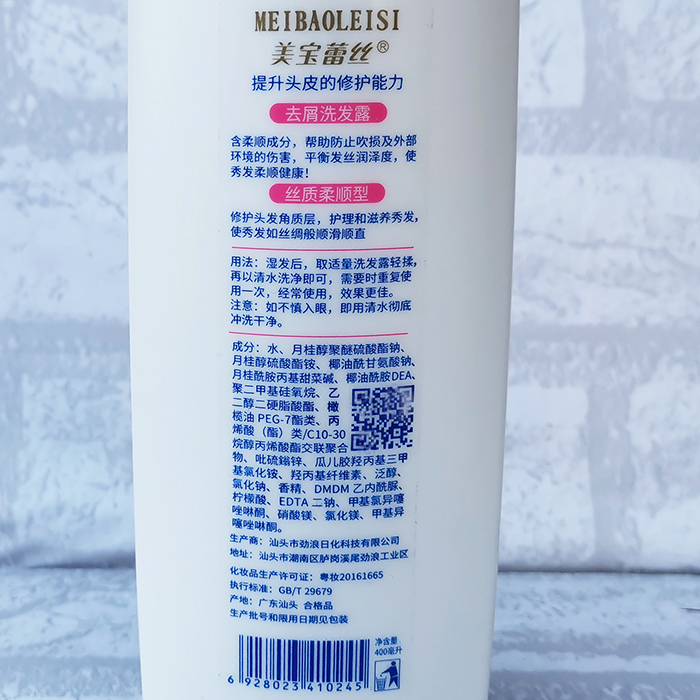 MEIBAOLEISI
美宝蕾丝®
提升头皮的修护能力
去屑洗发露
含柔顺成分，帮助防止吹损及外部
环境的伤害，平衡发丝润泽度，使
秀发柔顺健康！
丝质柔顺型
修护头发角质层，护理和滋养秀发，
使秀发如丝绸般顺滑顺直
用法：湿发后，取适量洗发露轻揉，
再以清水洗净即可，需要时重复使
用一次，经常使用，效果更佳。
注意：如不慎入眼，即用清水彻底
冲洗干净。
成分：水、月桂醇聚醚硫酸酯钠、
月桂醇硫酸酯铵、椰油酰甘氨酸钠、
月桂酰胺丙基甜菜碱、椰油酰胺DEA、
聚二甲基硅氧烷、乙
二醇二硬脂酸酯、橄
榄油 PEG-7酯类、丙
烯酸（酯）类/C10-30
烷醇丙烯酸酯交联聚合
物、吡硫鎓锌、瓜儿胶羟丙基三甲
基氯化铵、羟丙基纤维素、泛醇、
氯化钠、香精、DMDM 乙内酰脲、
柠檬酸、EDTA 二钠、甲基氯异噻
唑啉酮、硝酸镁、氯化镁、甲基异
噻唑啉酮。
生产商：汕头市劲浪日化科技有限公司
地址：汕头市潮南区胪岗溪尾劲浪工业区
化妆品生产许可证：粤妆20161665
执行标准：GB/T 29679
产地：广东汕头 合格品
生产批号和限用日期见包装
净含量:
400毫升
6 928023 410245